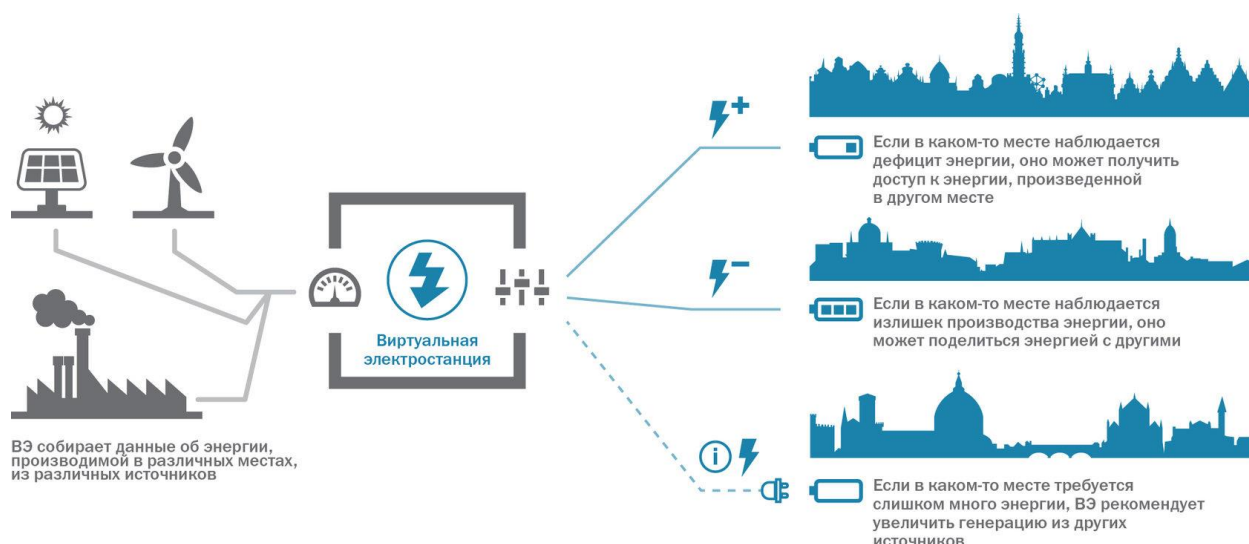 Если в каком-то месте наблюдается
дефицит энергии, оно может получить
доступ к энергии, произведенной
в другом месте
Виртуальная
электростанция
Если в каком-то месте наблюдается
излишек производства энергии, оно
может поделиться энергией с другими
ВЭ собирает данные об энергии,
производимой в различных местах,
из различных источников
Если в каком-то месте требуется
слишком много энергии, ВЭ рекомендует
увеличить генерацию из других
источников